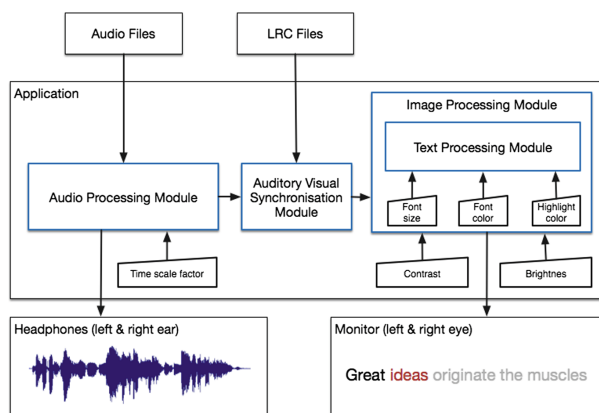 Audio Files
LRC Files
Application
Image Processing Module
Text Processing Module
Audio Processing Module
Auditory Visual
Synchronisation
Module
Font
size
Font
color
Highlight
color
Time scale factor
Contrast
Brightnes
Headphones (left & right ear)
Monitor (left & right eye)
Great ideas originate the muscles